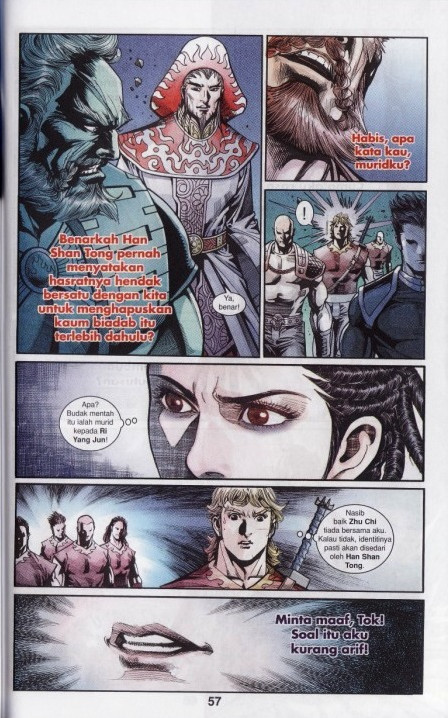 Benarkah Han
Shan Tong pernah
menyatakan
hasratnya hendak
bersatu dengan kita
untuk menghapuskan
kaum biadab itu
terlebih dahulu?
Ya,
benar!
Habis, apa
kata kau,
muridku?
!
Apa?
Budak mentah
itu ialah murid
kepada Ri
Yang Jun!
Nasib
baik Zhu Chi
tiada bersama aku.
Kalau tidak, identitinya
pasti akan disedari
oleh Han Shan
Tong.
Minta maaf, Tok!
Soal itu aku
kurang arif!
57